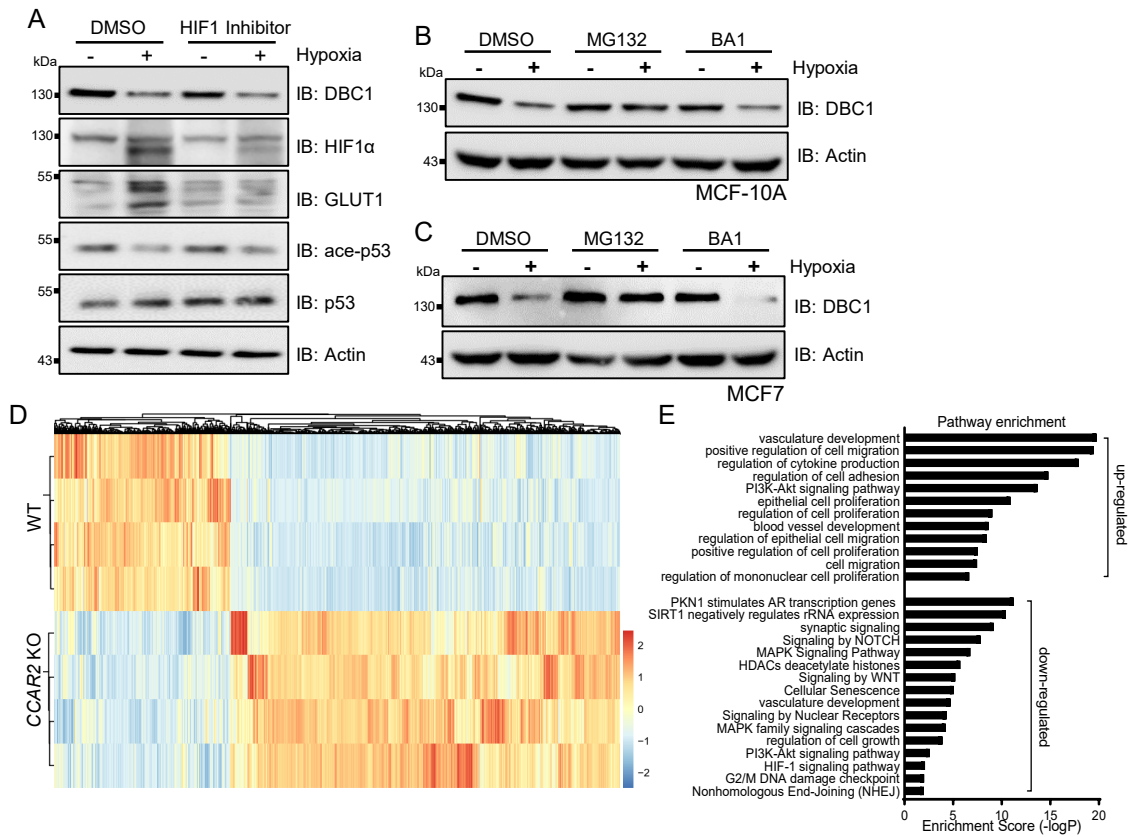 A
DMSO HIF1 Inhibitor
- + - + Hypoxia
kDa
130 IB: DBC1
130 IB: HIF1α
55 IB: GLUT1
55 IB: ace-p53
55 IB: p53
43 IB: Actin
B
DMSO MG132 BA1
- + - + - + Hypoxia
kDa
130 IB: DBC1
43 IB: Actin
MCF-10A
C
DMSO MG132 BA1
- + - + - + Hypoxia
kDa
130 IB: DBC1
43 IB: Actin
MCF7
D
WT
CCAR2 KO
2
1
0
−1
−2
E
Pathway enrichment
vasculature development
positive regulation of cell migration
regulation of cytokine production
regulation of cell adhesion
PI3K-Akt signaling pathway
epithelial cell proliferation
regulation of cell proliferation
blood vessel development
regulation of epithelial cell migration
positive regulation of cell proliferation
cell migration
regulation of mononuclear cell proliferation
up-regulated
PKN1 stimulates AR transcription genes
SIRT1 negatively regulates rRNA expression
synaptic signaling
Signaling by NOTCH
MAPK Signaling Pathway
HDACs deacetylate histones
Signaling by WNT
Cellular Senescence
vasculature development
Signaling by Nuclear Receptors
MAPK family signaling cascades
regulation of cell growth
PI3K-Akt signaling pathway
HIF-1 signaling pathway
G2/M DNA damage checkpoint
Nonhomologous End-Joining (NHEJ)
down-regulated
0 5 10 15 20
Enrichment Score (-logP)